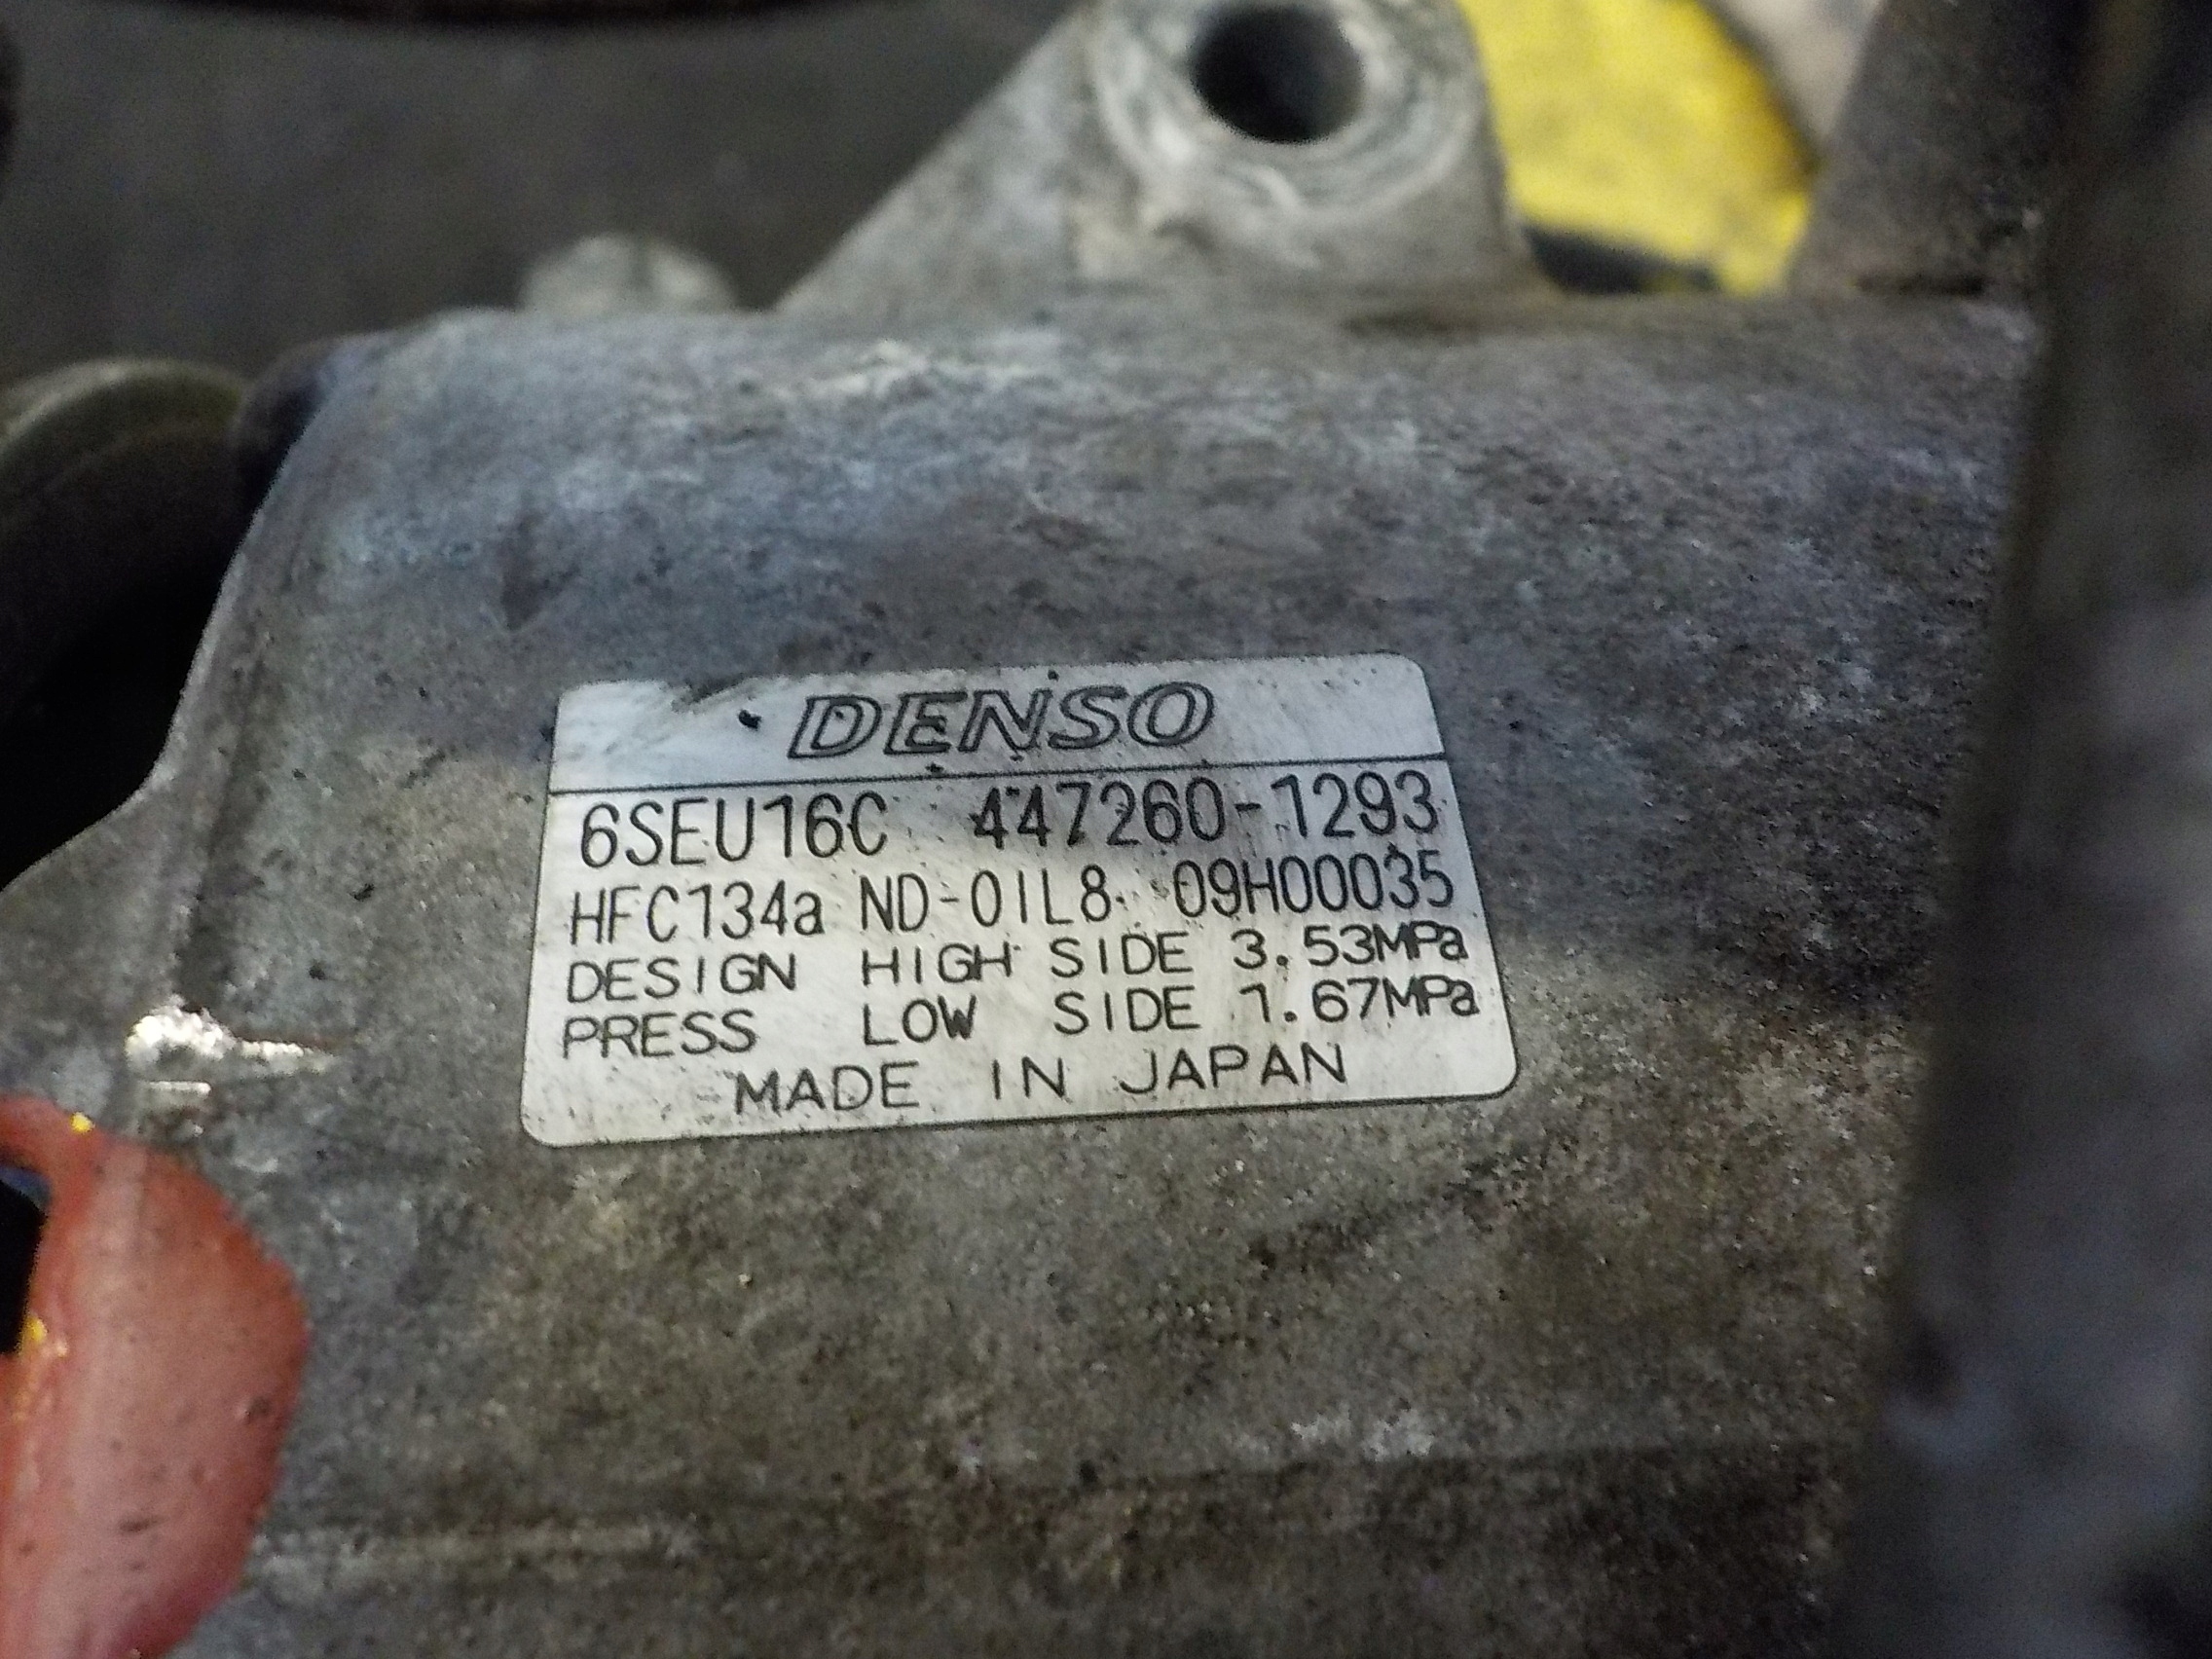 DENSO
6SEU16C 447260-1293
HFC134a ND-OIL8 09H00035
DESIGN HIGH SIDE 3.53MPa
PRESS LOW SIDE 1.67MPa
MADE IN JAPAN